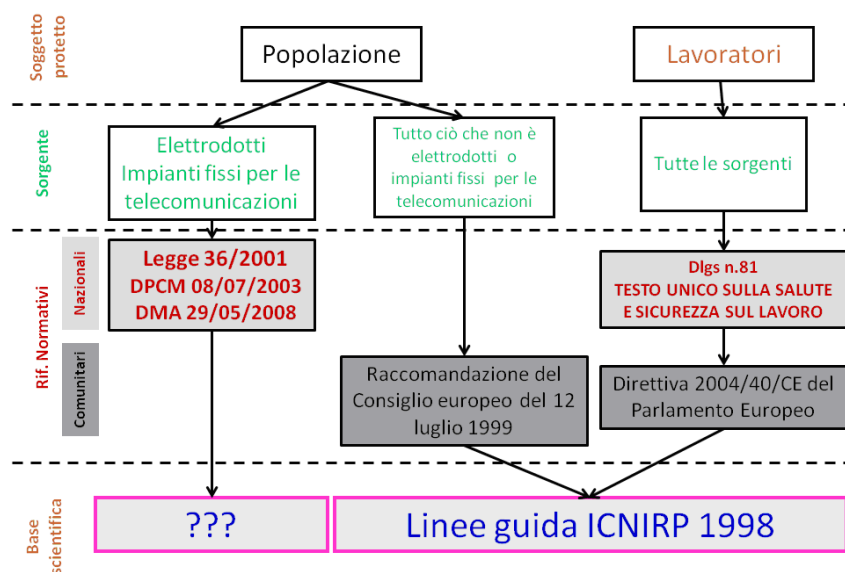 Soggetto
protetto
Popolazione
Lavoratori
Sorgente
Elettrodotti
Impianti fissi per le
telecomunicazioni
Tutto ciò che non è
elettrodotti o
impianti fissi per le
telecomunicazioni
Tutte le sorgenti
Rif. Normativi
Nazionali
Legge 36/2001
DPCM 08/07/2003
DMA 29/05/2008
Dlgs n.81
TESTO UNICO SULLA SALUTE
E SICUREZZA SUL LAVORO
Comunitari
Raccomandazione del
Consiglio europeo del 12
luglio 1999
Direttiva 2004/40/CE del
Parlamento Europeo
Base
scientifica
???
Linee guida ICNIRP 1998